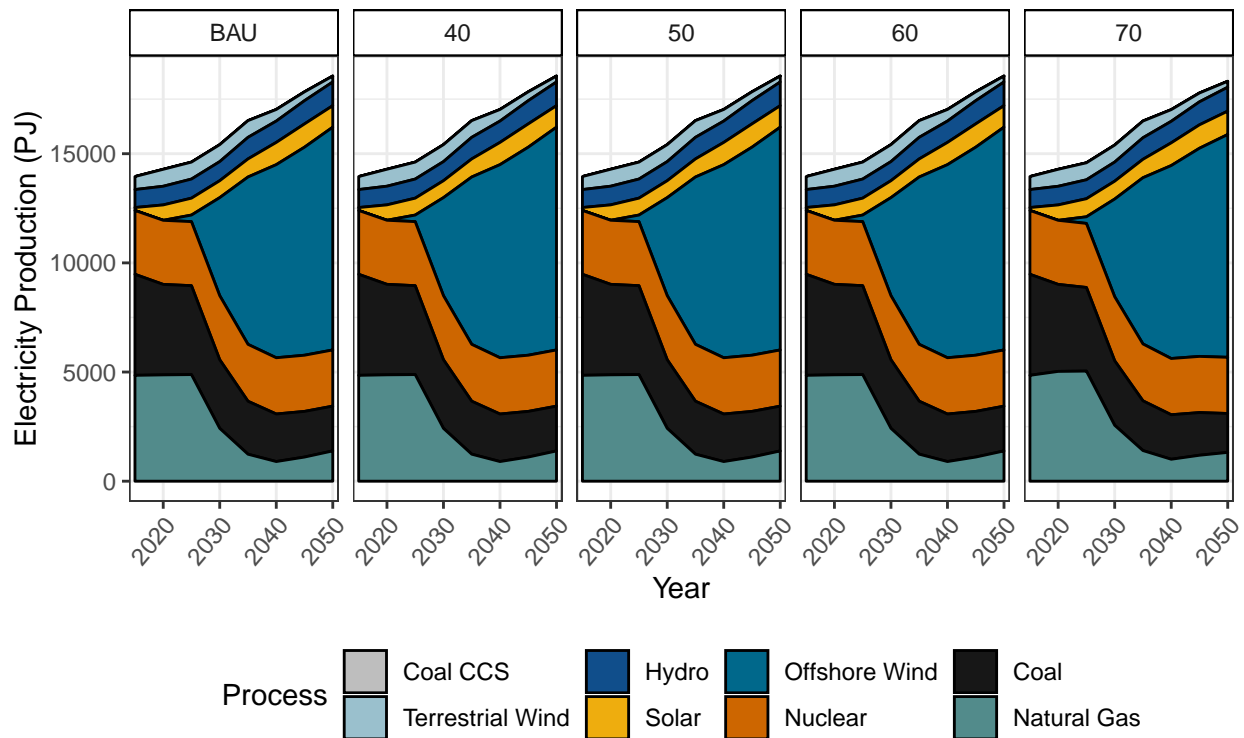 BAU 40 50 60 70
Electricity Production (PJ)
15000
10000
5000
0
2020 2030 2040 2050 2020 2030 2040 2050 2020 2030 2040 2050 2020 2030 2040 2050 2020 2030 2040 2050
Year
Process
Coal CCS Hydro Offshore Wind Coal
Terrestrial Wind Solar Nuclear Natural Gas